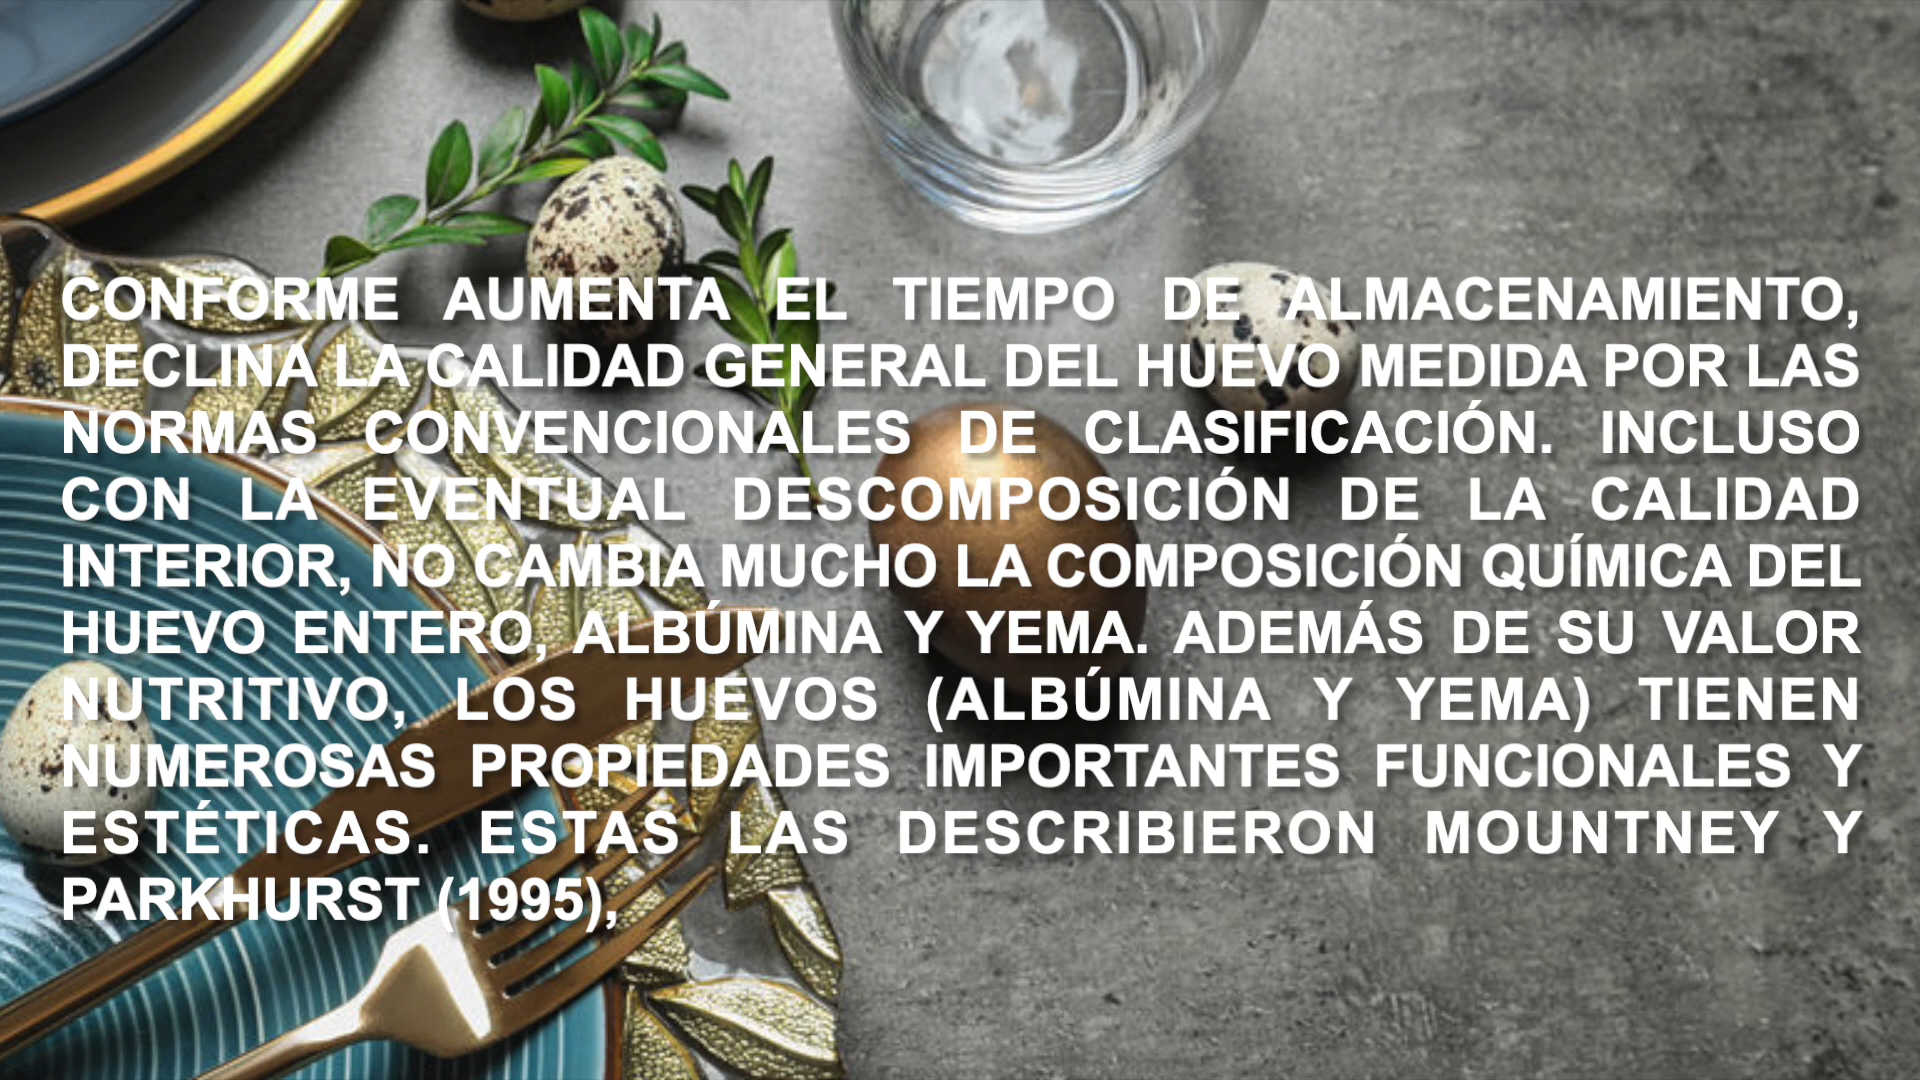 CONFORME AUMENTA EL TIEMPO DE ALMACENAMIENTO,
DECLINA LA CALIDAD GENERAL DEL HUEVO MEDIDA POR LAS
NORMAS CONVENCIONALES DE CLASIFICACIÓN. INCLUSO
CON LA EVENTUAL DESCOMPOSICIÓN DE LA CALIDAD
INTERIOR, NO CAMBIA MUCHO LA COMPOSICIÓN QUÍMICA DEL
HUEVO ENTERO, ALBÚMINA Y YEMA. ADEMÁS DE SU VALOR
NUTRITIVO, LOS HUEVOS (ALBÚMINA Y YEMA) TIENEN
NUMEROSAS PROPIEDADES IMPORTANTES FUNCIONALES Y
ESTÉTICAS. ESTAS LAS DESCRIBIERON MOUNTNEY Y
PARKHURST (1995),